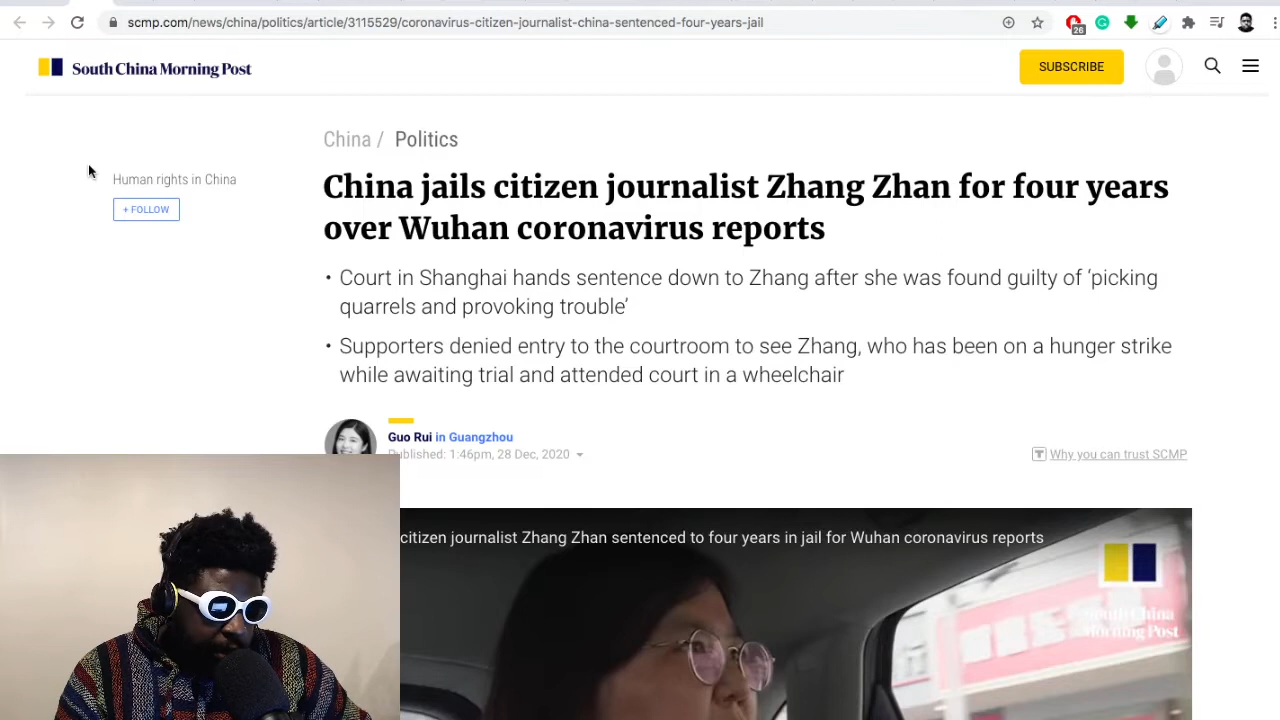 scmp.com/news/china/politics/article/3115529/coronavirus-citizen-journalist-china-sentenced-four-years-jail
26
South China Morning Post
SUBSCRIBE
China / Politics
Human rights in China
+ FOLLOW
China jails citizen journalist Zhang Zhan for four years
over Wuhan coronavirus reports
• Court in Shanghai hands sentence down to Zhang after she was found guilty of ‘picking
quarrels and provoking trouble’
• Supporters denied entry to the courtroom to see Zhang, who has been on a hunger strike
while awaiting trial and attended court in a wheelchair
Guo Rui in Guangzhou
Published: 1:46pm, 28 Dec, 2020
Why you can trust SCMP
citizen journalist Zhang Zhan sentenced to four years in jail for Wuhan coronavirus reports
South China
Morning Post